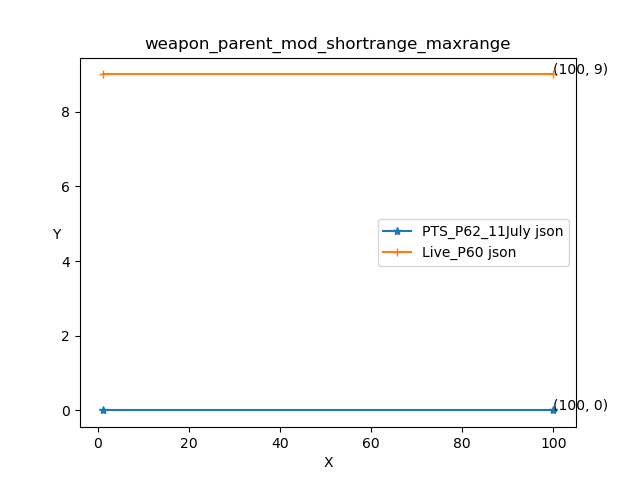 weapon_parent_mod_shortrange_maxrange
(100, 9)
8
6
Y
4
2
0
PTS_P62_11July json
Live_P60 json
(100, 0)
0
20
40
60
80
100
X